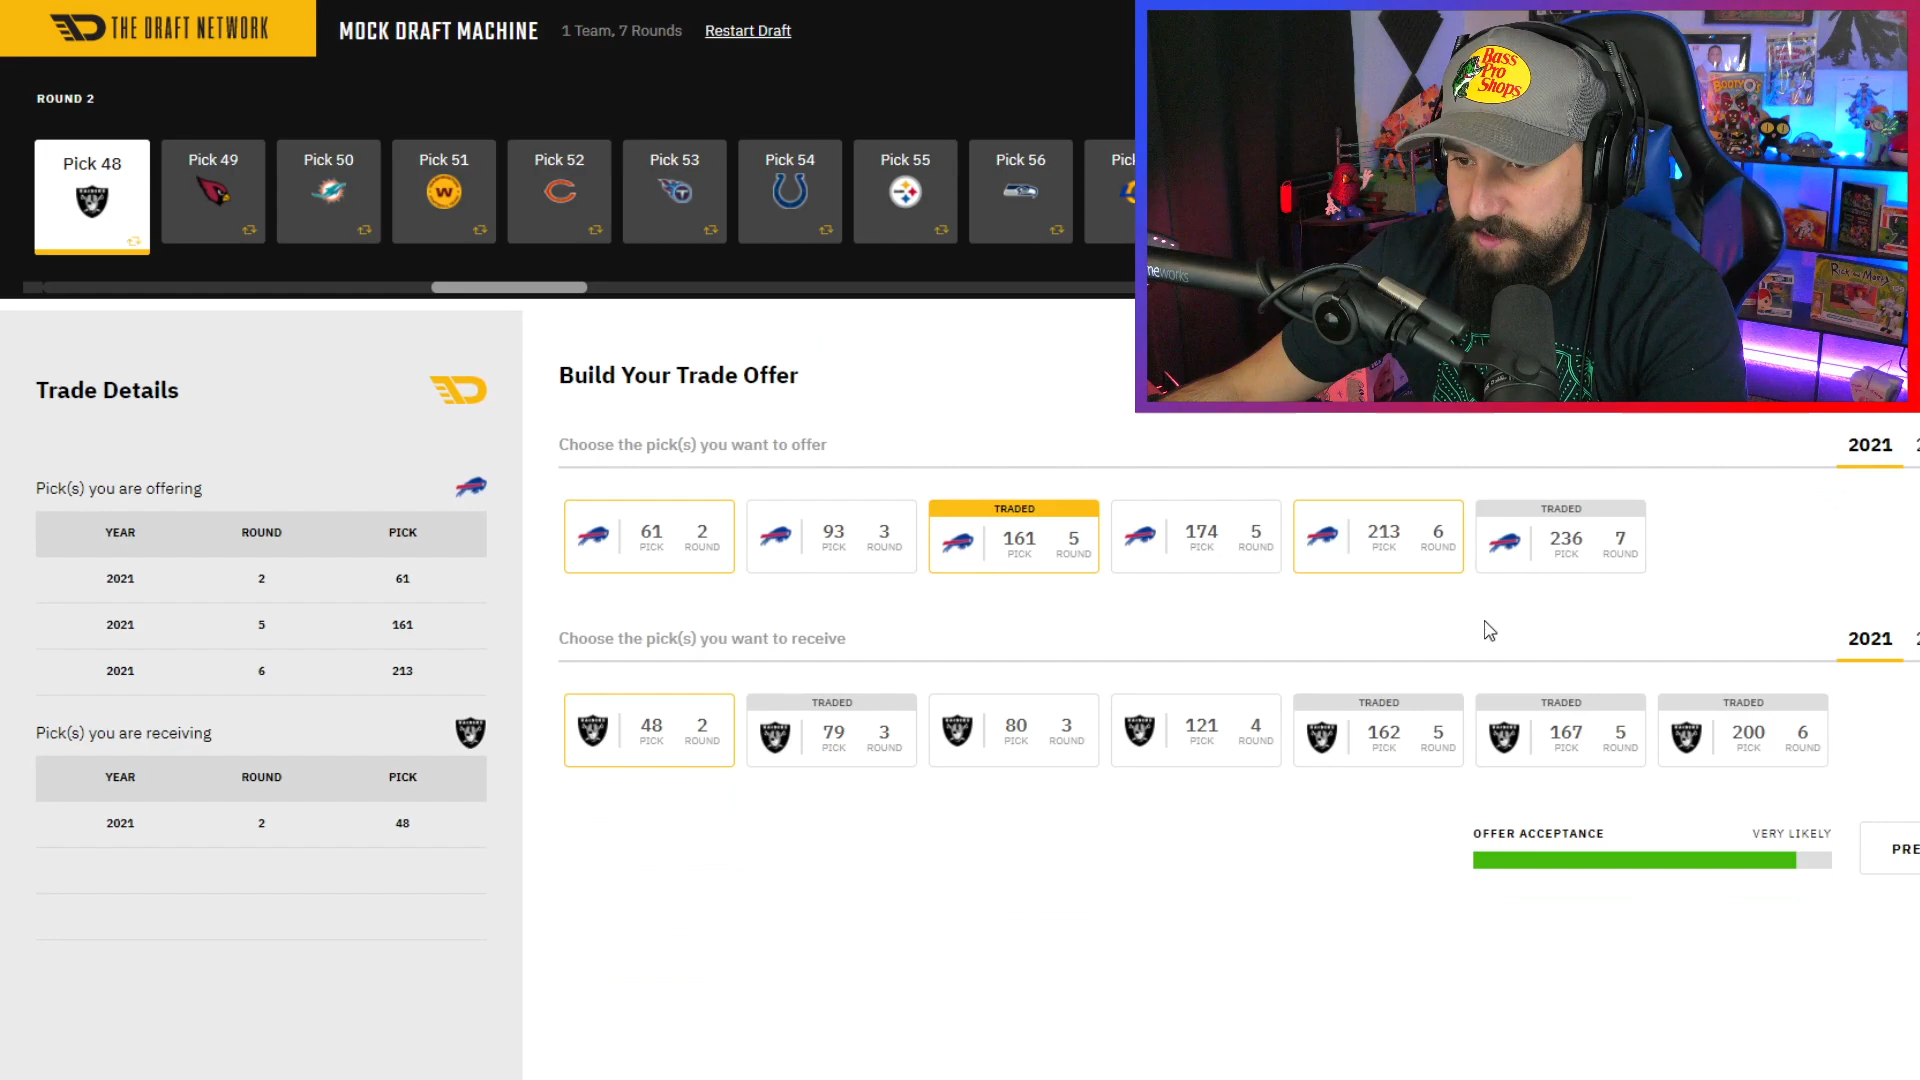 THE DRAFT NETWORK
MOCK DRAFT MACHINE
1 Team, 7 Rounds
Restart Draft
ROUND 2
Pick 48
Pick 49
Pick 50
Pick 51
Pick 52
Pick 53
Pick 54
Pick 55
Pick 56
Bass
Pro
Shops
BOOTY O's
Rick and Morty
meworks
Trade Details
Pick(s) you are offering
YEAR ROUND PICK
2021 2 61
2021 5 161
2021 6 213
Pick(s) you are receiving
YEAR ROUND PICK
2021 2 48
Build Your Trade Offer
Choose the pick(s) you want to offer
2021
61 2
PICK ROUND
93 3
PICK ROUND
TRADED
161 5
PICK ROUND
174 5
PICK ROUND
213 6
PICK ROUND
TRADED
236 7
PICK ROUND
Choose the pick(s) you want to receive
2021
48 2
PICK ROUND
TRADED
79 3
PICK ROUND
80 3
PICK ROUND
121 4
PICK ROUND
TRADED
162 5
PICK ROUND
TRADED
167 5
PICK ROUND
TRADED
200 6
PICK ROUND
OFFER ACCEPTANCE
VERY LIKELY
PRE